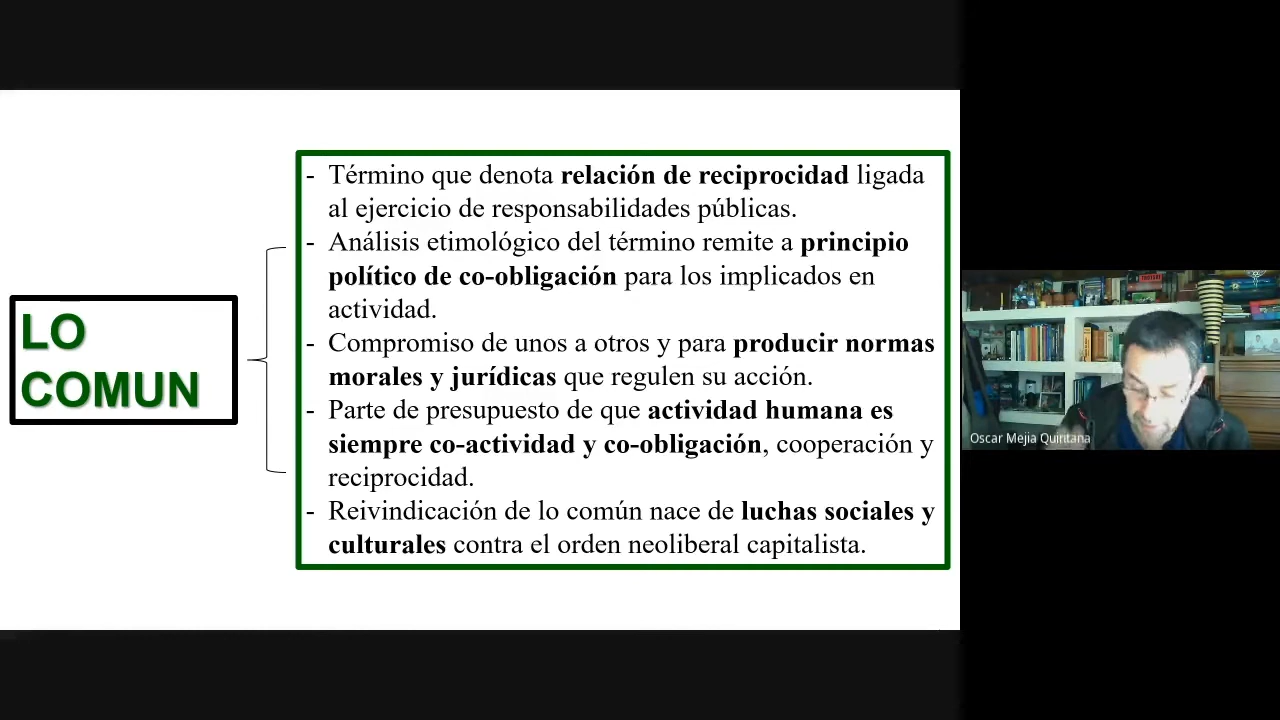 LO
COMUN
- Término que denota relación de reciprocidad ligada
al ejercicio de responsabilidades públicas.
- Análisis etimológico del término remite a principio
político de co-obligación para los implicados en
actividad.
- Compromiso de unos a otros y para producir normas
morales y jurídicas que regulen su acción.
- Parte de presupuesto de que actividad humana es
siempre co-actividad y co-obligación, cooperación y
reciprocidad.
- Reivindicación de lo común nace de luchas sociales y
culturales contra el orden neoliberal capitalista.
Oscar Mejia Quintana